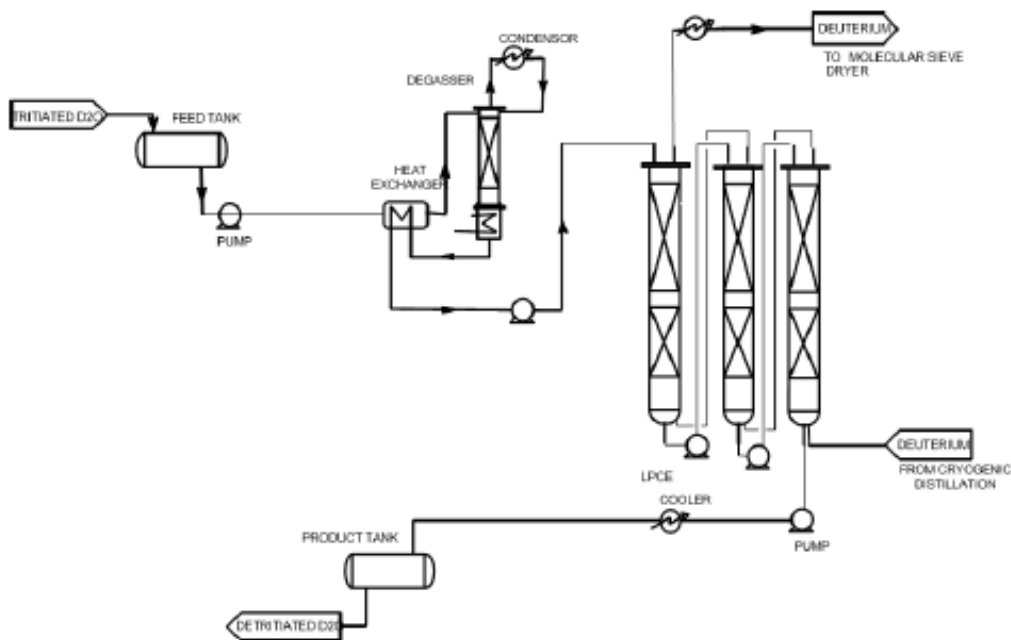 CONDENSOR
DEUTERIUM
TO MOLECULAR SIEVE
DRYER
DEGASSER
TRITIATED D2O
FEED TANK
HEAT
EXCHANGER
PUMP
DEUTERIUM
FROM CRYOGENIC
DISTILLATION
LPCE
COOLER
PRODUCT TANK
PUMP
DETRITIATED D20